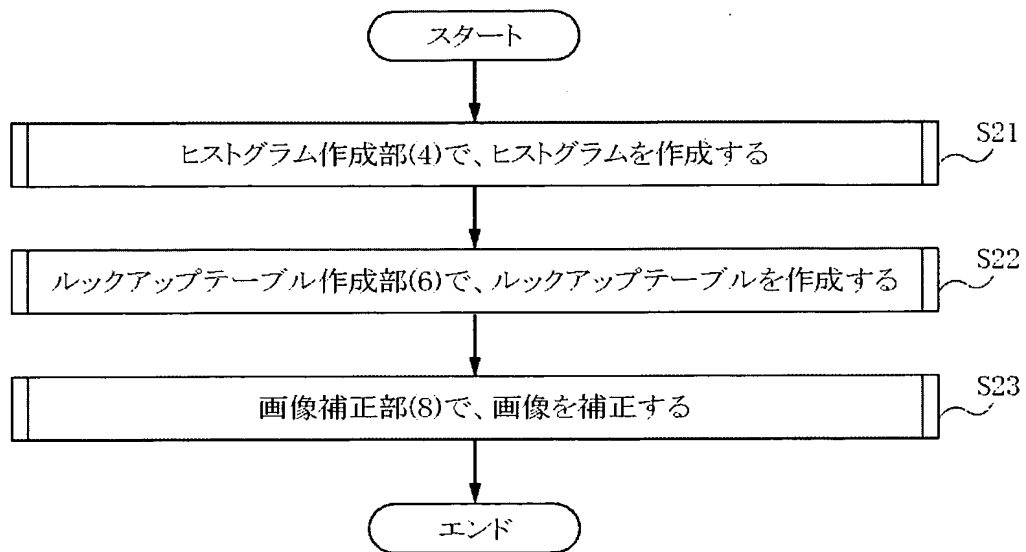 スタート
ヒストグラム作成部(4)で、ヒストグラムを作成する
S21
ルックアップテーブル作成部(6)で、ルックアップテーブルを作成する
S22
画像補正部(8)で、画像を補正する
S23
エンド